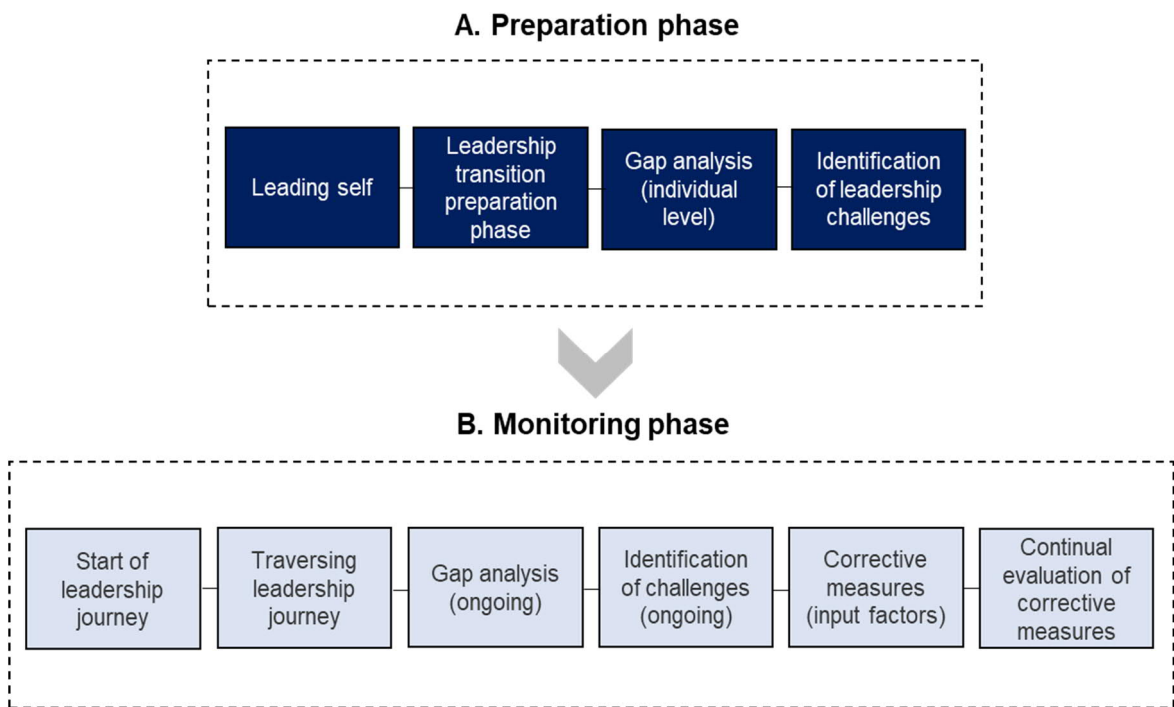 A. Preparation phase
Leading self
Leadership
transition
preparation
phase
Gap analysis
(individual
level)
Identification
of leadership
challenges
B. Monitoring phase
Start of
leadership
journey
Traversing
leadership
journey
Gap analysis
(ongoing)
Identification
of challenges
(ongoing)
Corrective
measures
(input factors)
Continual
evaluation of
corrective
measures